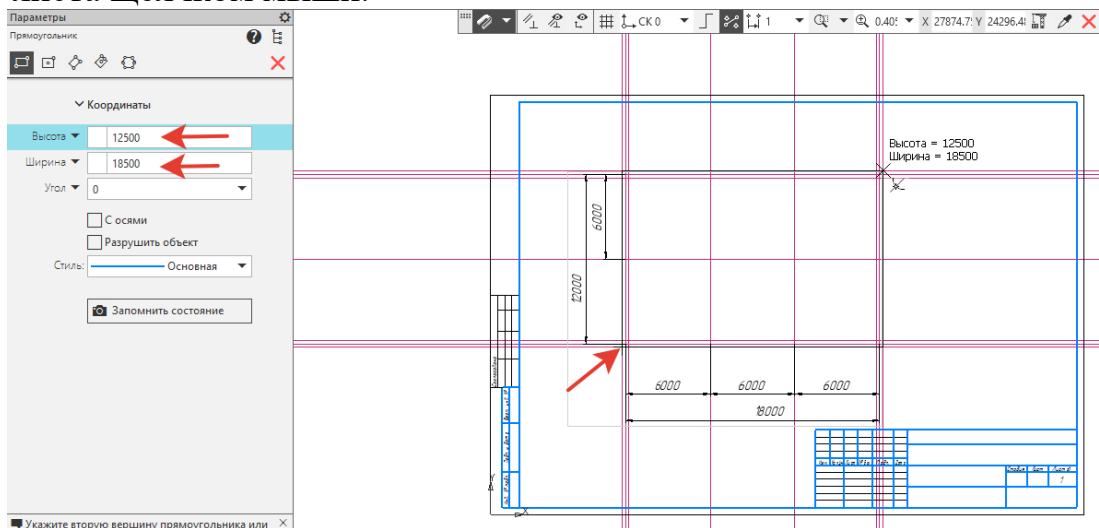 Параметры
Прямоугольник
Координаты
Высота 12500
Ширина 18500
Угол 0
С осями
Разрушить объект
Стиль: Основная
Запомнить состояние
Укажите вторую вершину прямоугольника или
СК 0 1 0.40 X 27874.7 Y 24296.4
Высота = 12500
Ширина = 18500
6000
12000
6000 6000 6000
18000
1
Y
X